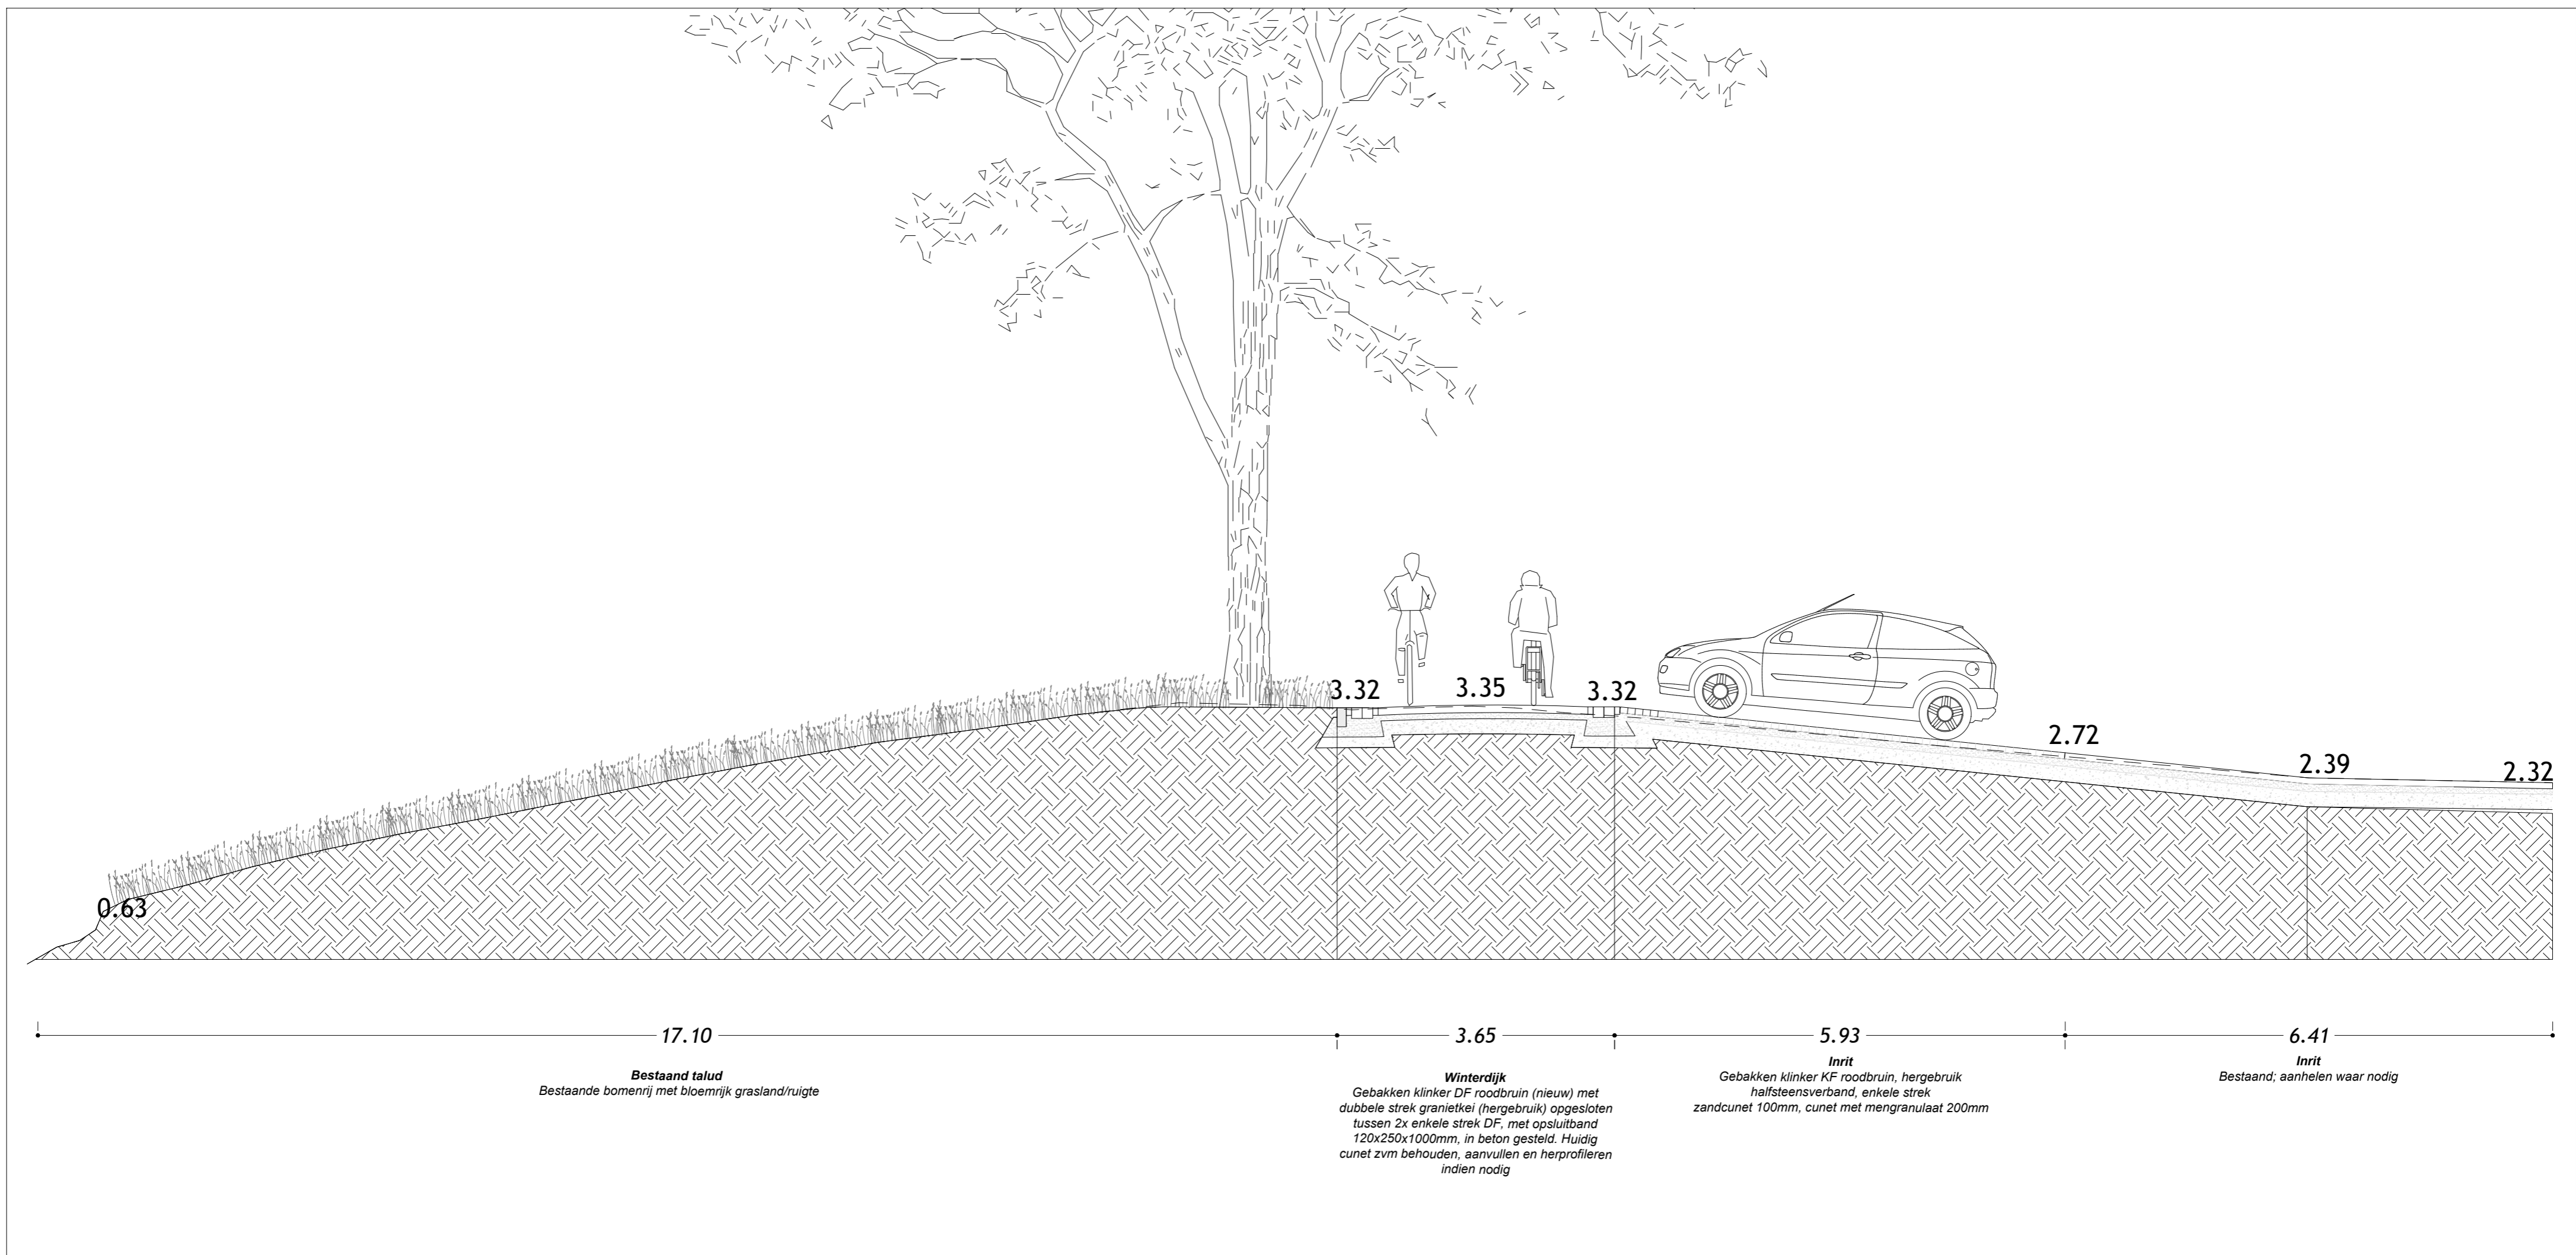 3.32
3.35
3.32
2.72
2.39
2.32
0.63
17.10
3.65
5.93
6.41
Bestaand talud
Bestaande bomenrij met bloemrijk grasland/ruigte
Winterdijk
Gebakken klinker DF roodbruin (nieuw) met
dubbele strek granietkei (hergebruik) opgesloten
tussen 2x enkele strek DF, met opsluitband
120x250x1000mm, in beton gesteld. Huidig
cunet zvm behouden, aanvullen en herprofileren
indien nodig
Inrit
Gebakken klinker KF roodbruin, hergebruik
halfsteensverband, enkele strek
zandcunet 100mm, cunet met mengranulaat 200mm
Inrit
Bestaand; aanhelen waar nodig